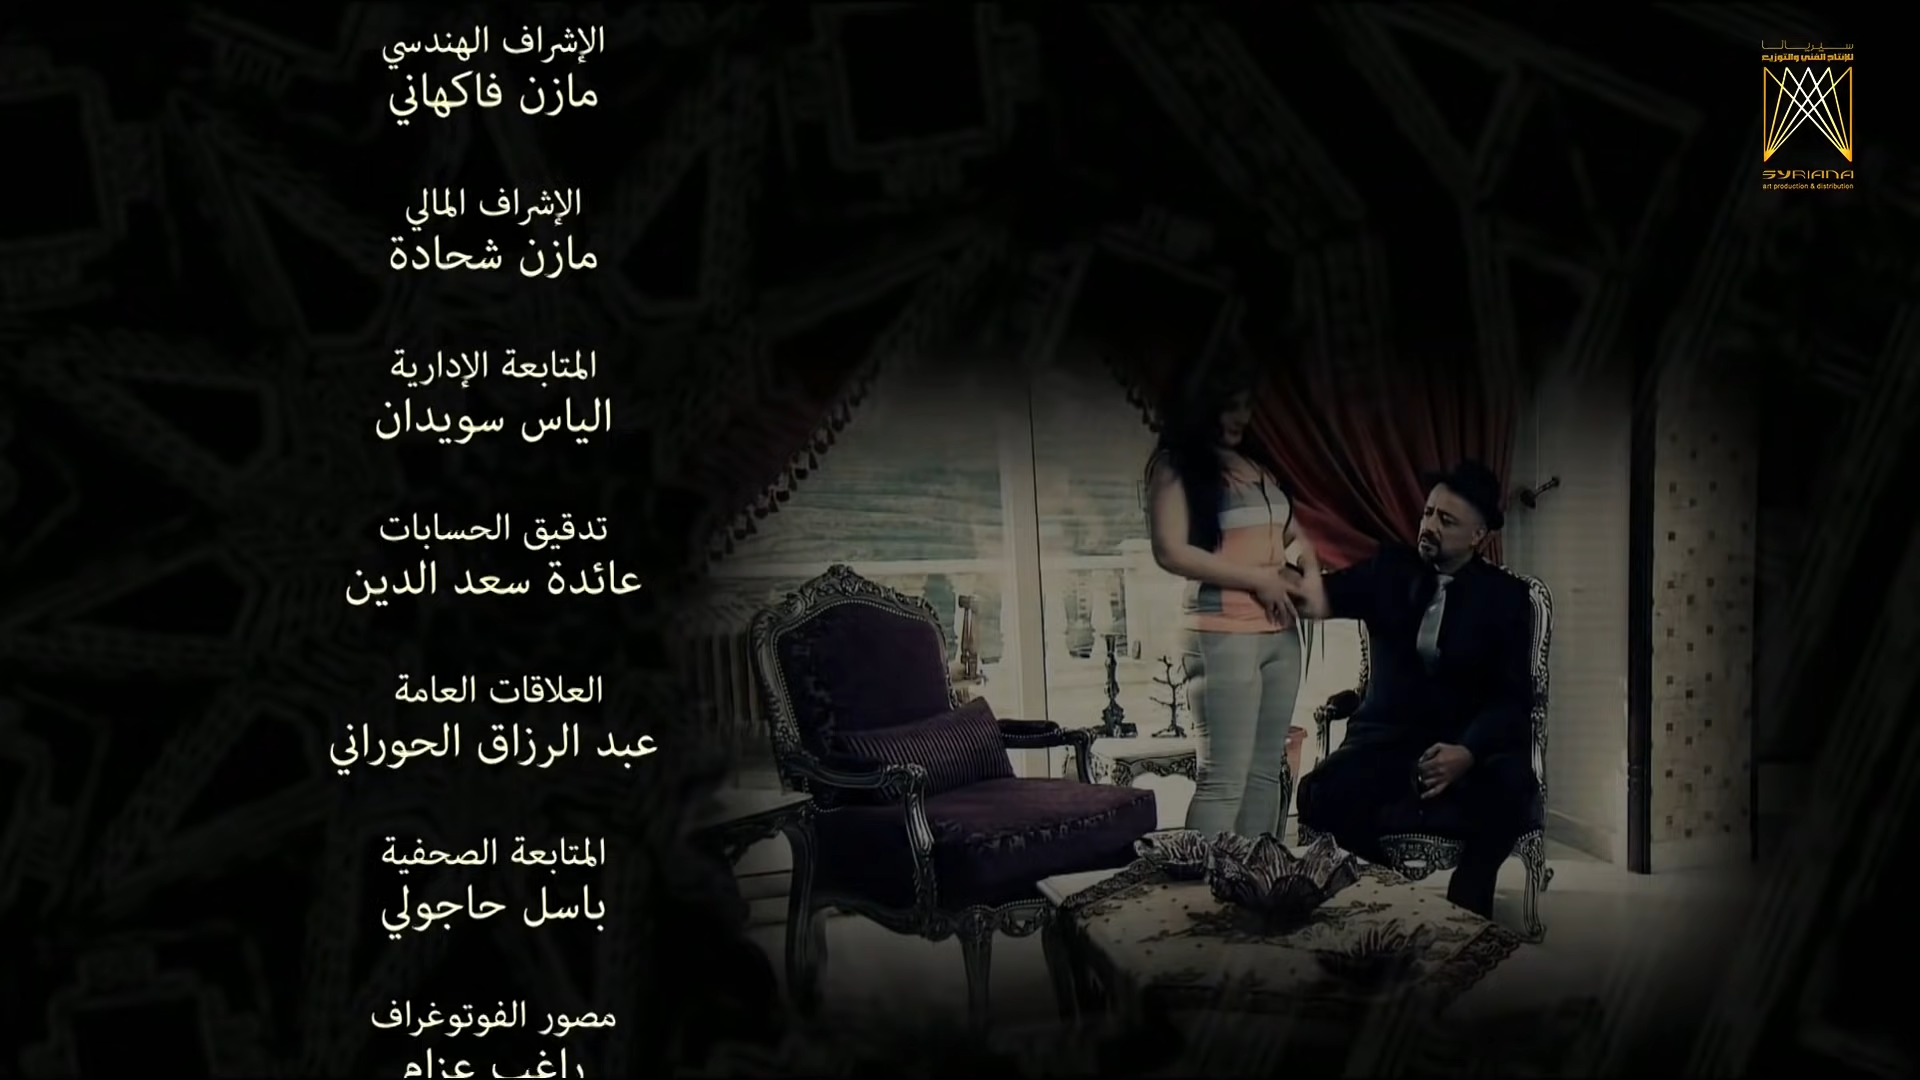 الإشراف الهندسي
مازن فاكهاني
الإشراف المالي
مازن شحادة
المتابعة الإدارية
الياس سويدان
تدقيق الحسابات
عائدة سعد الدين
العلاقات العامة
عبد الرزاق الحوراني
المتابعة الصحفية
باسل حاجولي
مصور الفوتوغراف
راغب عزام
سيريانا
للإنتاج الفني والتوزيع
SYRIANA
art production & distribution